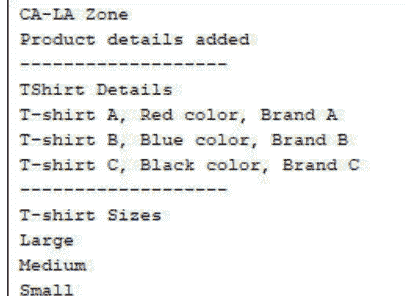 CA-LA Zone
Product details added
-------------------
TShirt Details
T-shirt A, Red color, Brand A
T-shirt B, Blue color, Brand B
T-shirt C, Black color, Brand C
-------------------
T-shirt Sizes
Large
Medium
Small